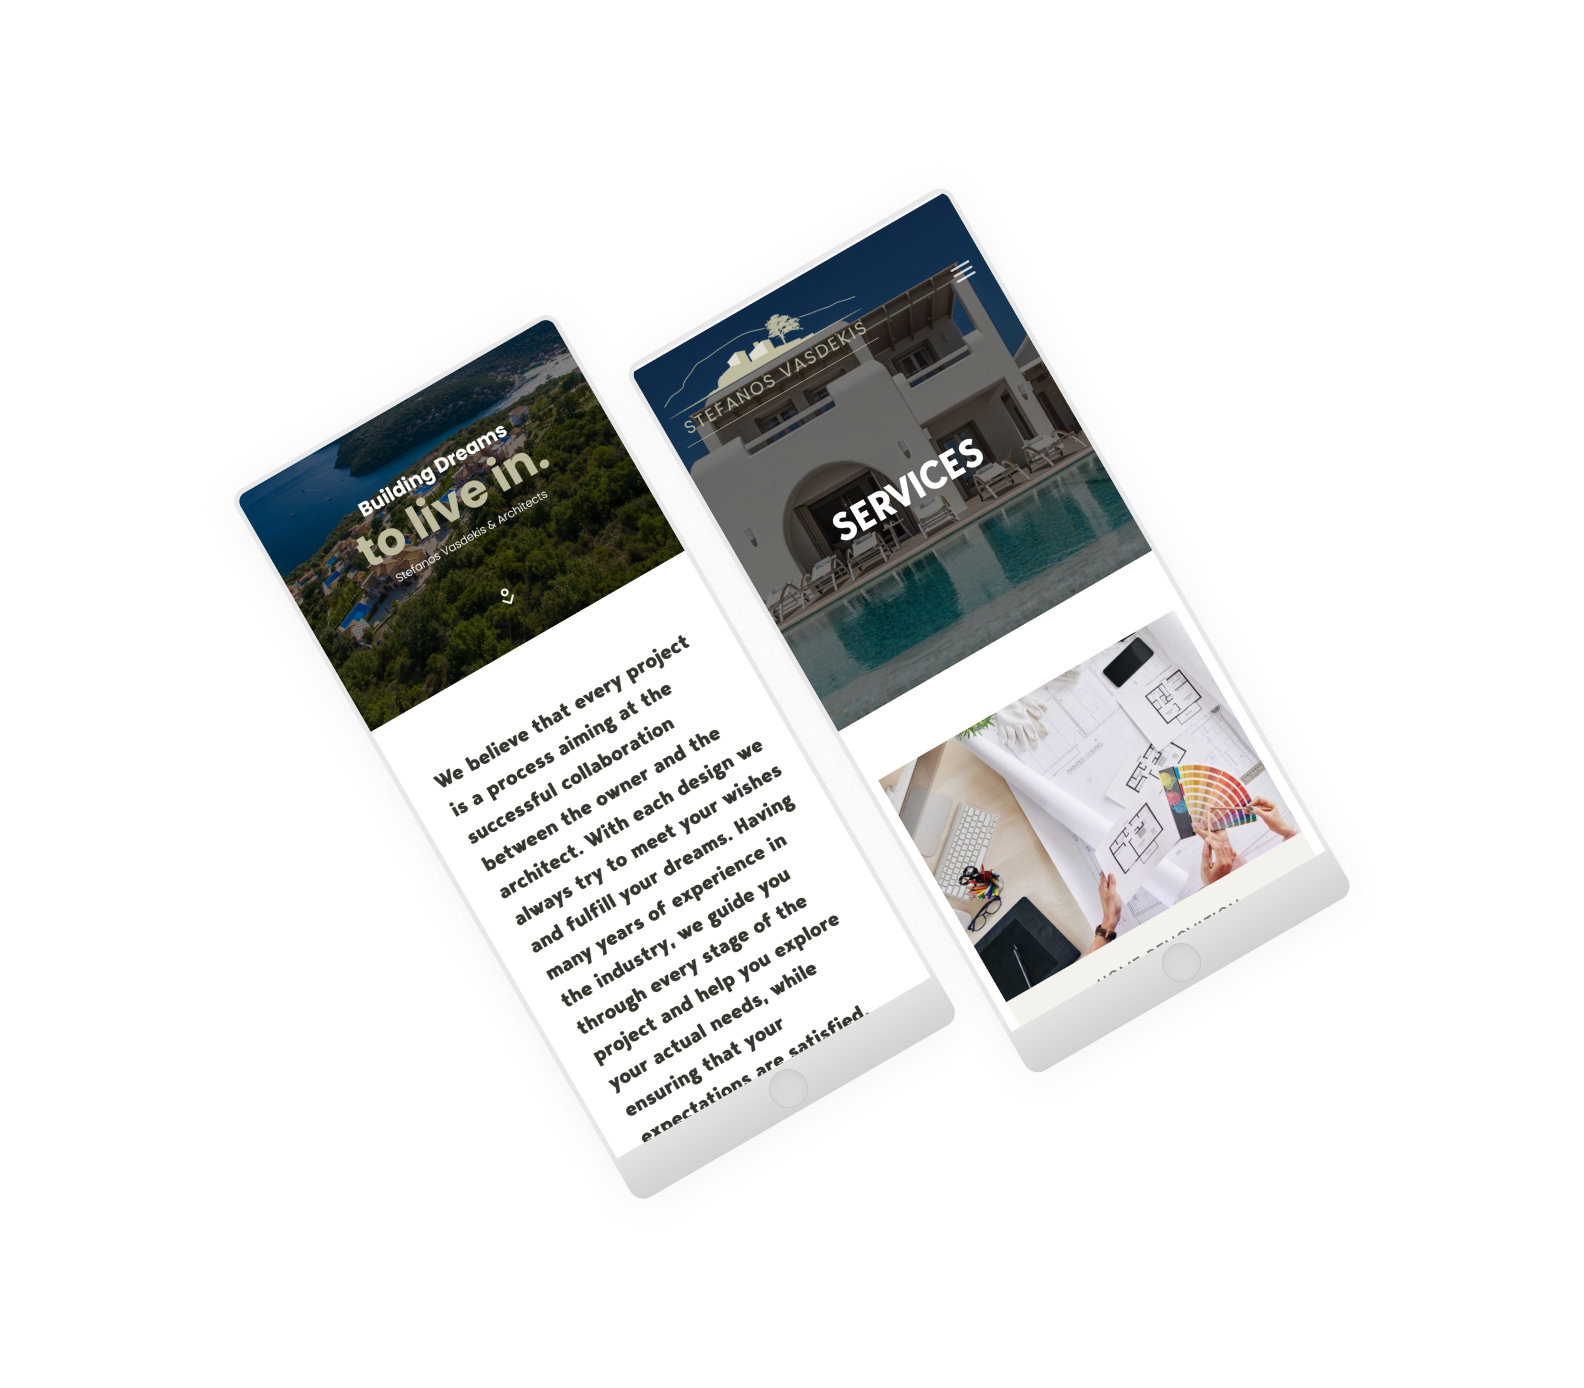 Building Dreams
to live in.
Stefanos Vasdekis & Architects
We believe that every project
is a process aiming at the
successful collaboration
between the owner and the
architect. With each design we
always try to meet your wishes
and fulfill your dreams. Having
many years of experience in
the industry, we guide you
through every stage of the
project and help you explore
your actual needs, while
ensuring that your
expectations are satisfied.
STEFANOS VASDEKIS
SERVICES
HOME RENOVATION